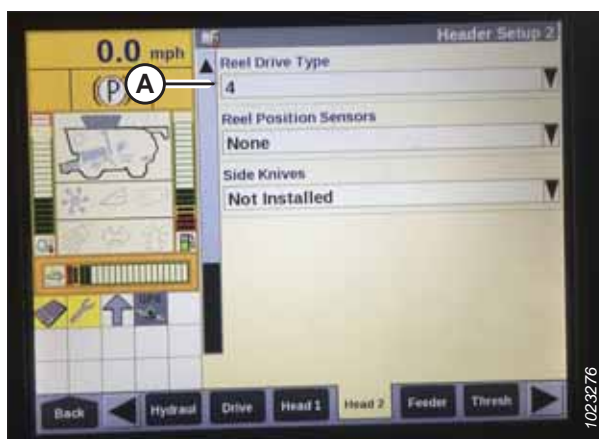 Header Setup 2
0.0 mph
(P)
A
Reel Drive Type
4
Reel Position Sensors
None
Side Knives
Not Installed
GPS
Back
Hydraul
Drive
Head 1
Head 2
Feeder
Thresh
1023276